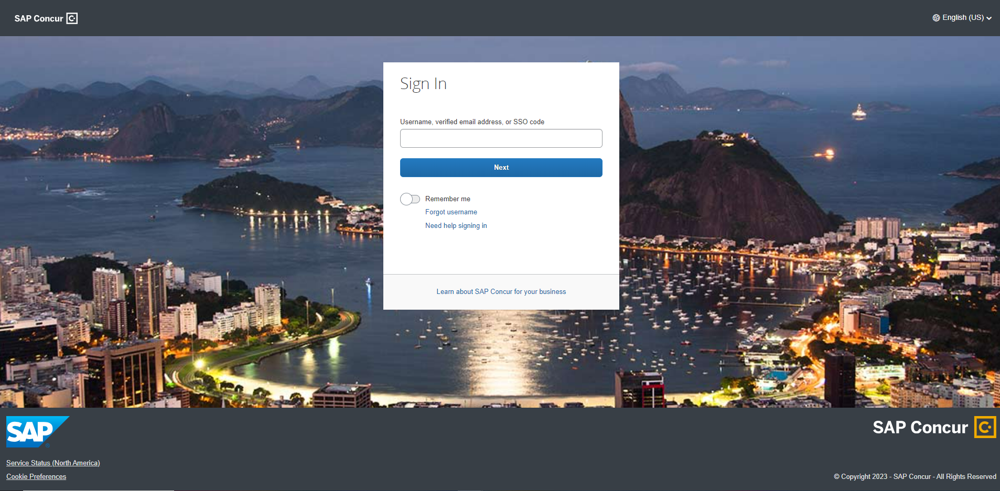 SAP Concur
English (US)
Sign In
Username, verified email address, or SSO code
Next
Remember me
Forgot username
Need help signing in
Learn about SAP Concur for your business
SAP
SAP Concur
Service Status (North America)
Cookie Preferences
© Copyright 2023 - SAP Concur - All Rights Reserved